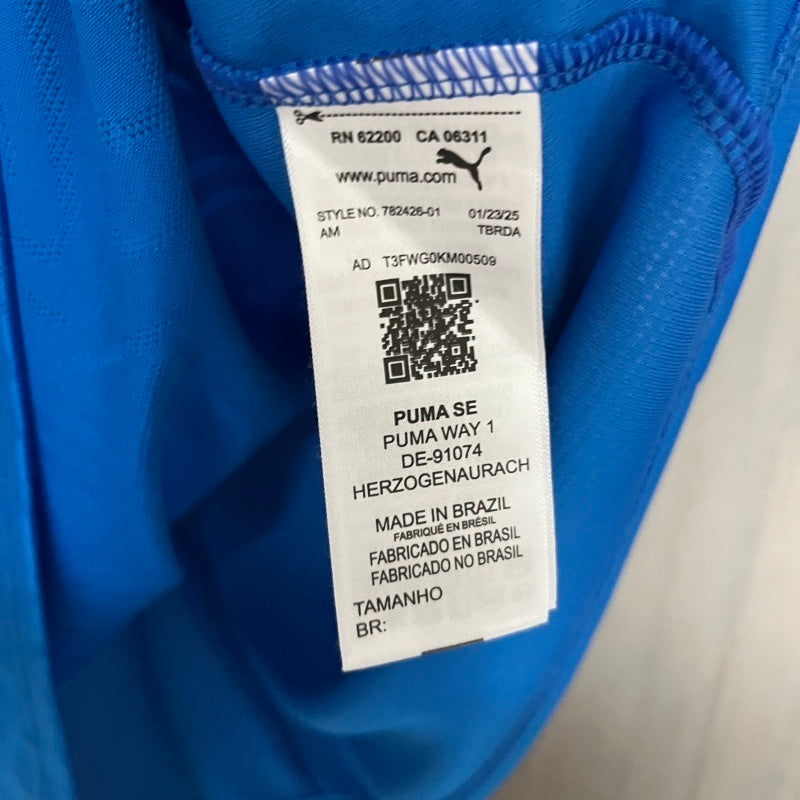 RN 62200 CA 06311
www.puma.com
STYLE NO. 782426-01 01/23/25
AM TBRDA
AD T3FWG0KM00509
PUMA SE
PUMA WAY 1
DE-91074
HERZOGENAURACH
MADE IN BRAZIL
FABRIQUÉ EN BRÉSIL
FABRICADO EN BRASIL
FABRICADO NO BRASIL
TAMANHO
BR: